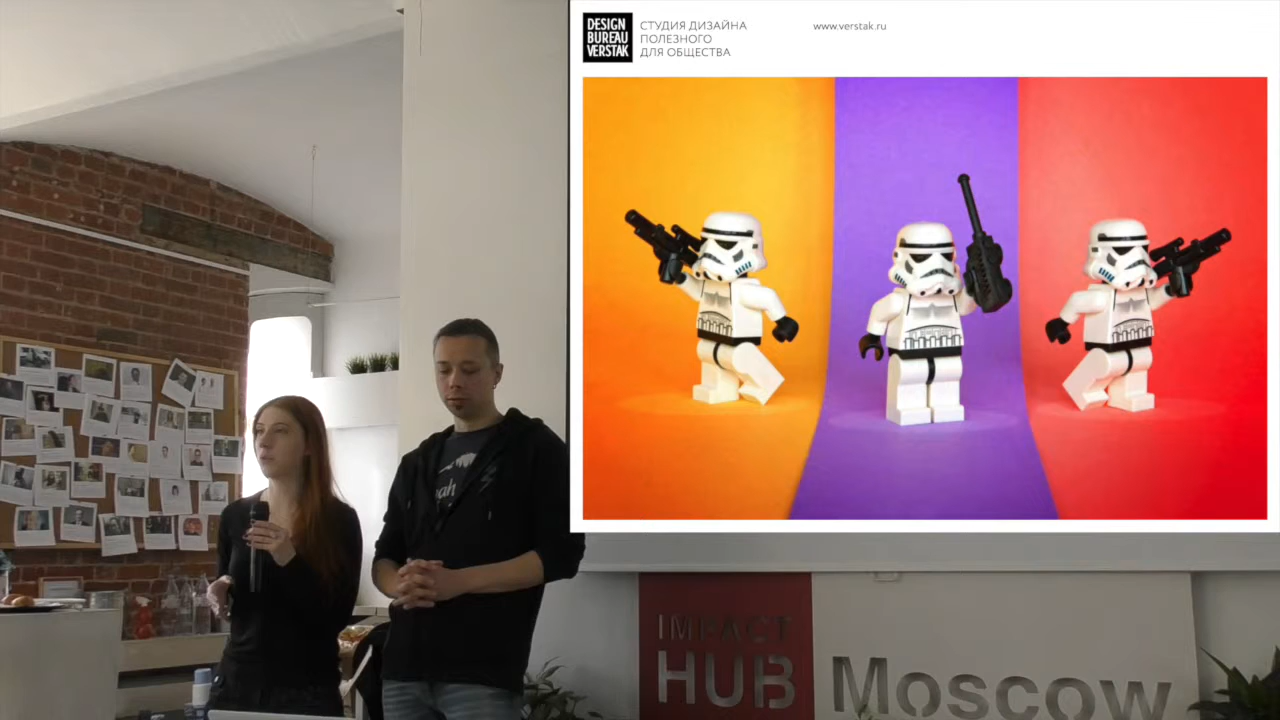 DESIGN
BUREAU
VERSTAK
СТУДИЯ ДИЗАЙНА
ПОЛЕЗНОГО
ДЛЯ ОБЩЕСТВА
www.verstak.ru
IMPACT
HUB
Moscow